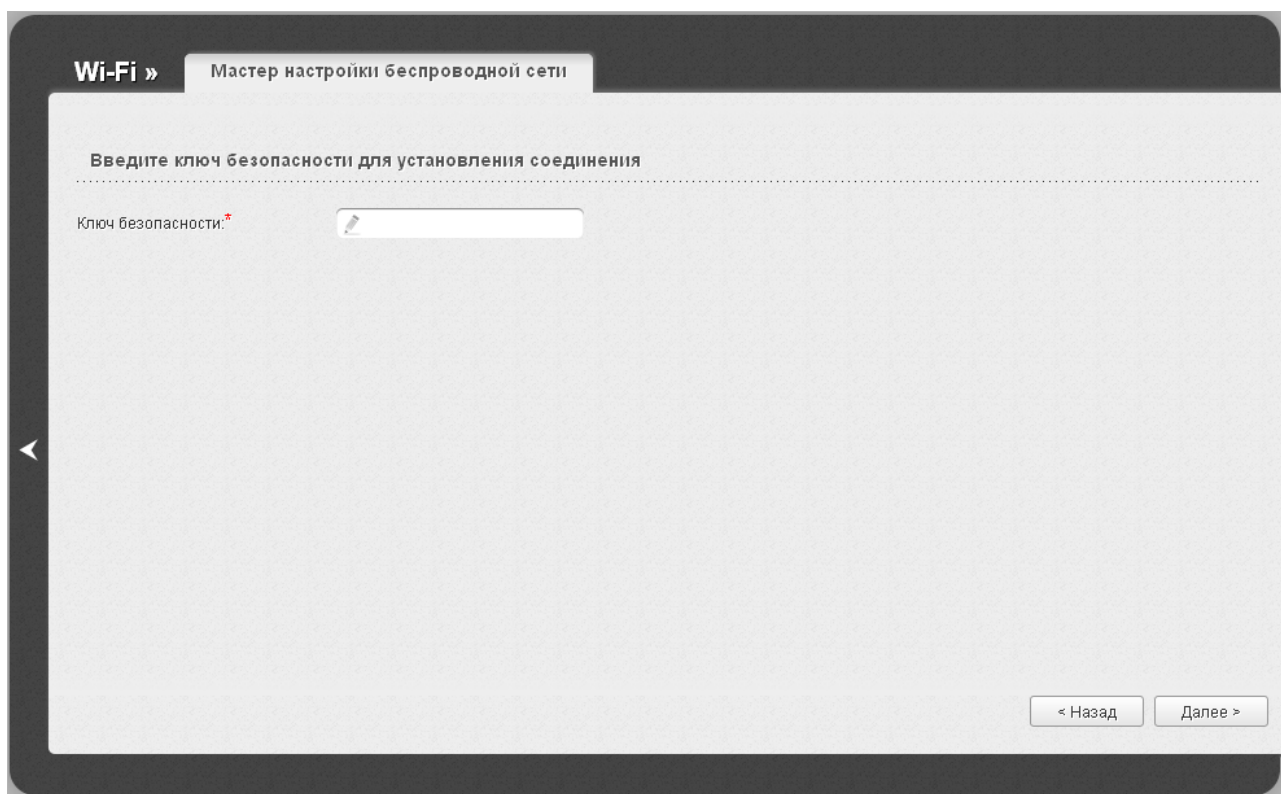 Wi-Fi » Мастер настройки беспроводной сети
Введите ключ безопасности для установления соединения
Ключ безопасности:*
< Назад Далее >